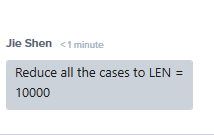 Jie Shen <1 minute
Reduce all the cases to LEN =
10000